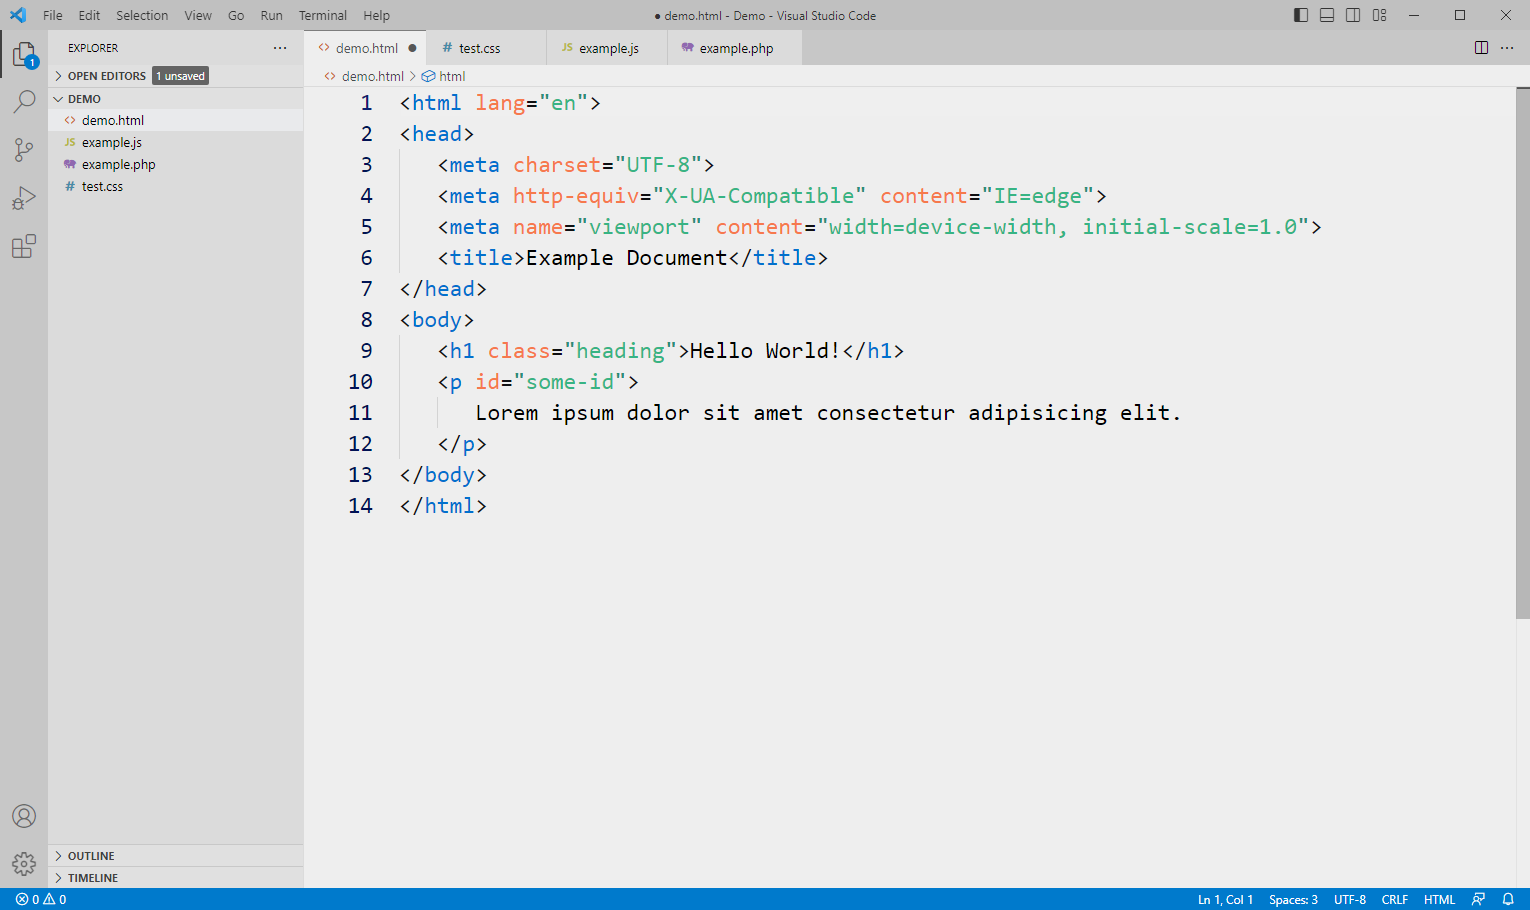 File Edit Selection View Go Run Terminal Help
● demo.html - Demo - Visual Studio Code
EXPLORER
1
OPEN EDITORS 1 unsaved
DEMO
demo.html
JS example.js
example.php
# test.css
OUTLINE
TIMELINE
demo.html ● # test.css JS example.js example.php
demo.html > html
1 <html lang="en">
2 <head>
3 <meta charset="UTF-8">
4 <meta http-equiv="X-UA-Compatible" content="IE=edge">
5 <meta name="viewport" content="width=device-width, initial-scale=1.0">
6 <title>Example Document</title>
7 </head>
8 <body>
9 <h1 class="heading">Hello World!</h1>
10 <p id="some-id">
11 Lorem ipsum dolor sit amet consectetur adipisicing elit.
12 </p>
13 </body>
14 </html>
0 0
Ln 1, Col 1 Spaces: 3 UTF-8 CRLF HTML